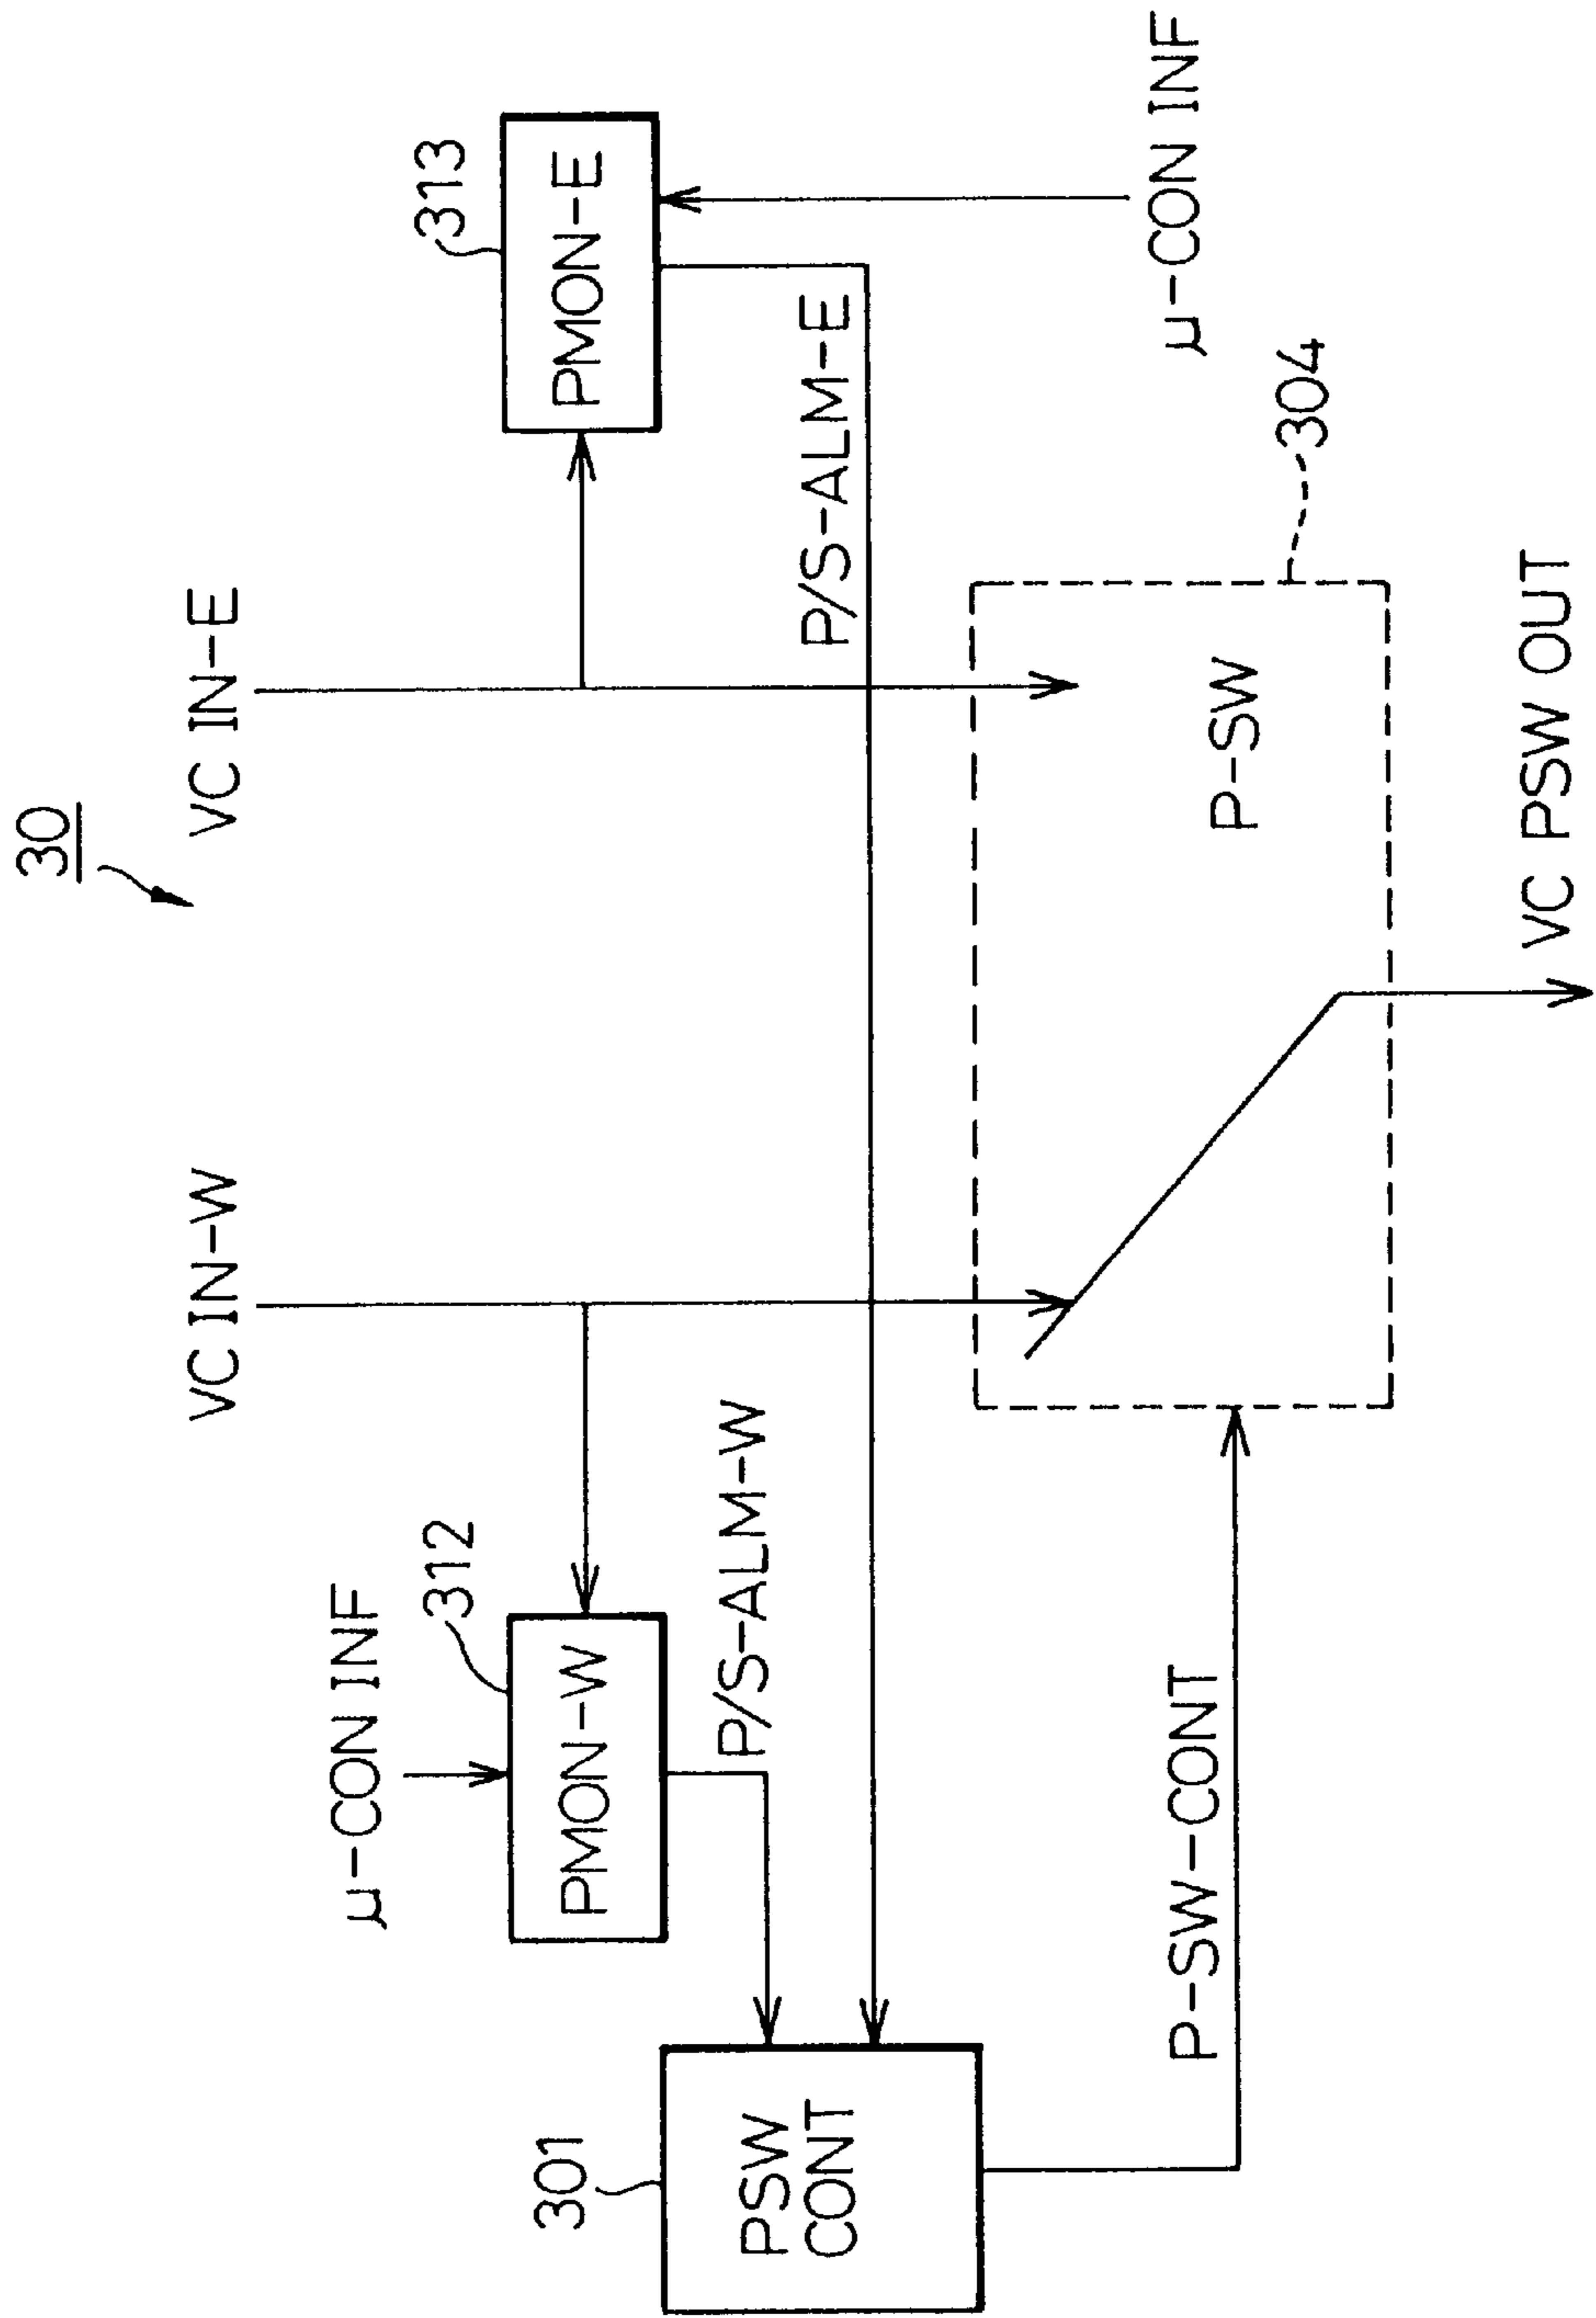 30
VC IN-W
VC IN-E
μ-CON INF
312
313
PMON-W
PMON-E
301
P/S-ALM-W
P/S-ALM-E
PSW
CONT
μ-CON INF
P-SW-CONT
P-SW
304
VC PSW OUT